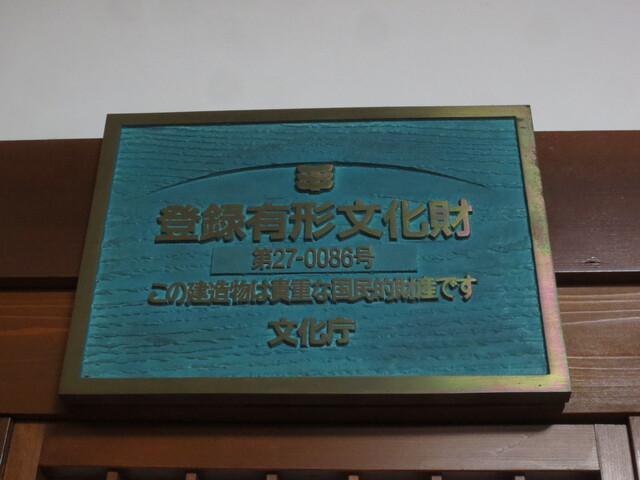 登録有形文化財
第27-0086号
この建造物は貴重な国民的財産です
文化庁